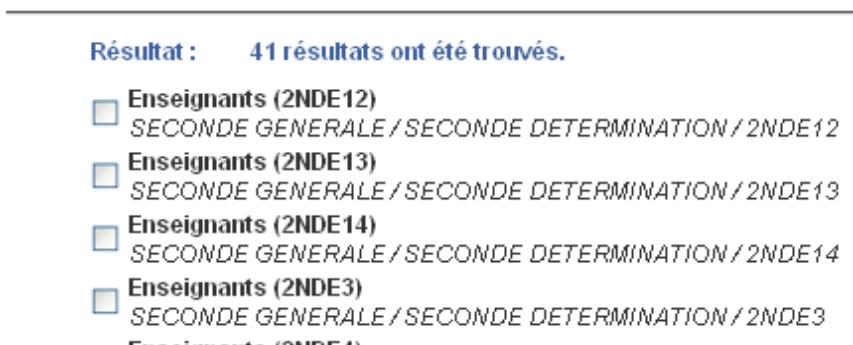 Résultat : 41 résultats ont été trouvés.
Enseignants (2NDE12)
SECONDE GENERALE / SECONDE DETERMINATION / 2NDE12
Enseignants (2NDE13)
SECONDE GENERALE / SECONDE DETERMINATION / 2NDE13
Enseignants (2NDE14)
SECONDE GENERALE / SECONDE DETERMINATION / 2NDE14
Enseignants (2NDE3)
SECONDE GENERALE / SECONDE DETERMINATION / 2NDE3